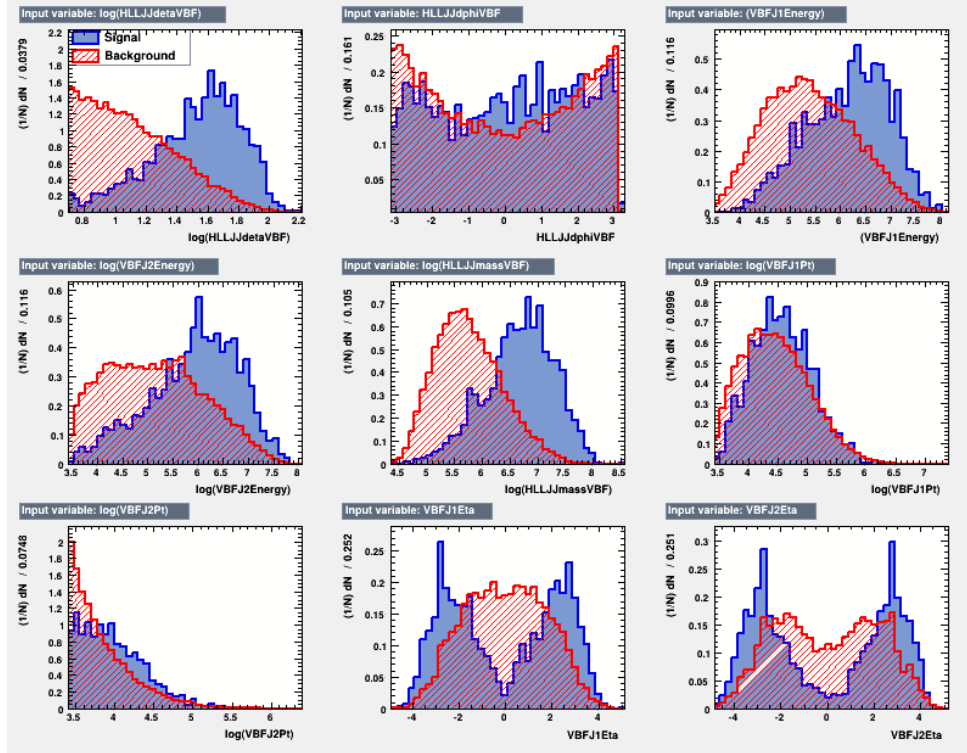 Input variable: log(HLLJJdetaVBF)
(1/N) dN / 0.0379
Signal
Background
2.2
2
1.8
1.6
1.4
1.2
1
0.8
0.6
0.4
0.2
0
0.8 1 1.2 1.4 1.6 1.8 2 2.2
log(HLLJJdetaVBF)
Input variable: HLLJJdphiVBF
(1/N) dN / 0.161
0.25
0.2
0.15
0.1
0.05
-3 -2 -1 0 1 2 3
HLLJJdphiVBF
Input variable: (VBFJ1Energy)
(1/N) dN / 0.116
0.5
0.4
0.3
0.2
0.1
0
3.5 4 4.5 5 5.5 6 6.5 7 7.5 8
(VBFJ1Energy)
Input variable: log(VBFJ2Energy)
(1/N) dN / 0.116
0.6
0.5
0.4
0.3
0.2
0.1
0
3.5 4 4.5 5 5.5 6 6.5 7 7.5 8
log(VBFJ2Energy)
Input variable: log(HLLJJmassVBF)
(1/N) dN / 0.105
0.7
0.6
0.5
0.4
0.3
0.2
0.1
0
4.5 5 5.5 6 6.5 7 7.5 8 8.5
log(HLLJJmassVBF)
Input variable: log(VBFJ1Pt)
(1/N) dN / 0.0996
0.9
0.8
0.7
0.6
0.5
0.4
0.3
0.2
0.1
0
3.5 4 4.5 5 5.5 6 6.5 7
log(VBFJ1Pt)
Input variable: log(VBFJ2Pt)
(1/N) dN / 0.0748
2
1.8
1.6
1.4
1.2
1
0.8
0.6
0.4
0.2
0
3.5 4 4.5 5 5.5 6
log(VBFJ2Pt)
Input variable: VBFJ1Eta
(1/N) dN / 0.252
0.25
0.2
0.15
0.1
0.05
0
-4 -2 0 2 4
VBFJ1Eta
Input variable: VBFJ2Eta
(1/N) dN / 0.251
0.3
0.25
0.2
0.15
0.1
0.05
0
-4 -2 0 2 4
VBFJ2Eta